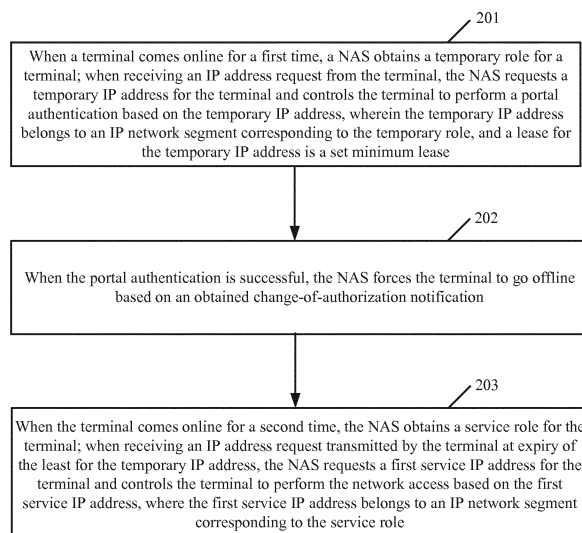 201
When a terminal comes online for a first time, a NAS obtains a temporary role for a
terminal; when receiving an IP address request from the terminal, the NAS requests a
temporary IP address for the terminal and controls the terminal to perform a portal
authentication based on the temporary IP address, wherein the temporary IP address
belongs to an IP network segment corresponding to the temporary role, and a lease
for the temporary IP address is a set minimum lease
202
When the portal authentication is successful, the NAS forces the terminal to go offline
based on an obtained change-of-authorization notification
203
When the terminal comes online for a second time, the NAS obtains a service role for the
terminal; when receiving an IP address request transmitted by the terminal at expiry of
the least for the temporary IP address, the NAS requests a first service IP address for the
terminal and controls the terminal to perform the network access based on the first
service IP address, where the first service IP address belongs to an IP network segment
corresponding to the service role